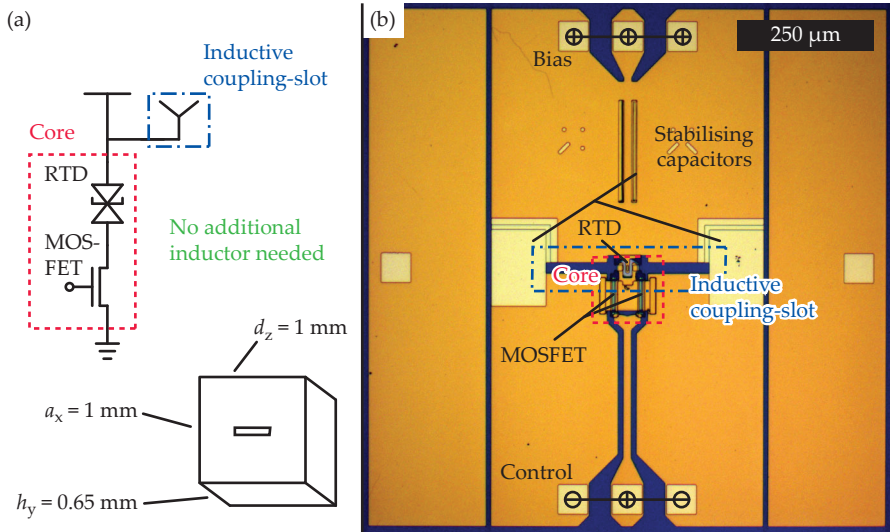 (a)
Inductive
coupling-slot
Core
RTD
MOS-
FET
No additional
inductor needed
d_z = 1 mm
a_x = 1 mm
h_y = 0.65 mm
(b)
250 µm
Bias
Stabilising
capacitors
RTD
Core
Inductive
coupling-slot
MOSFET
Control